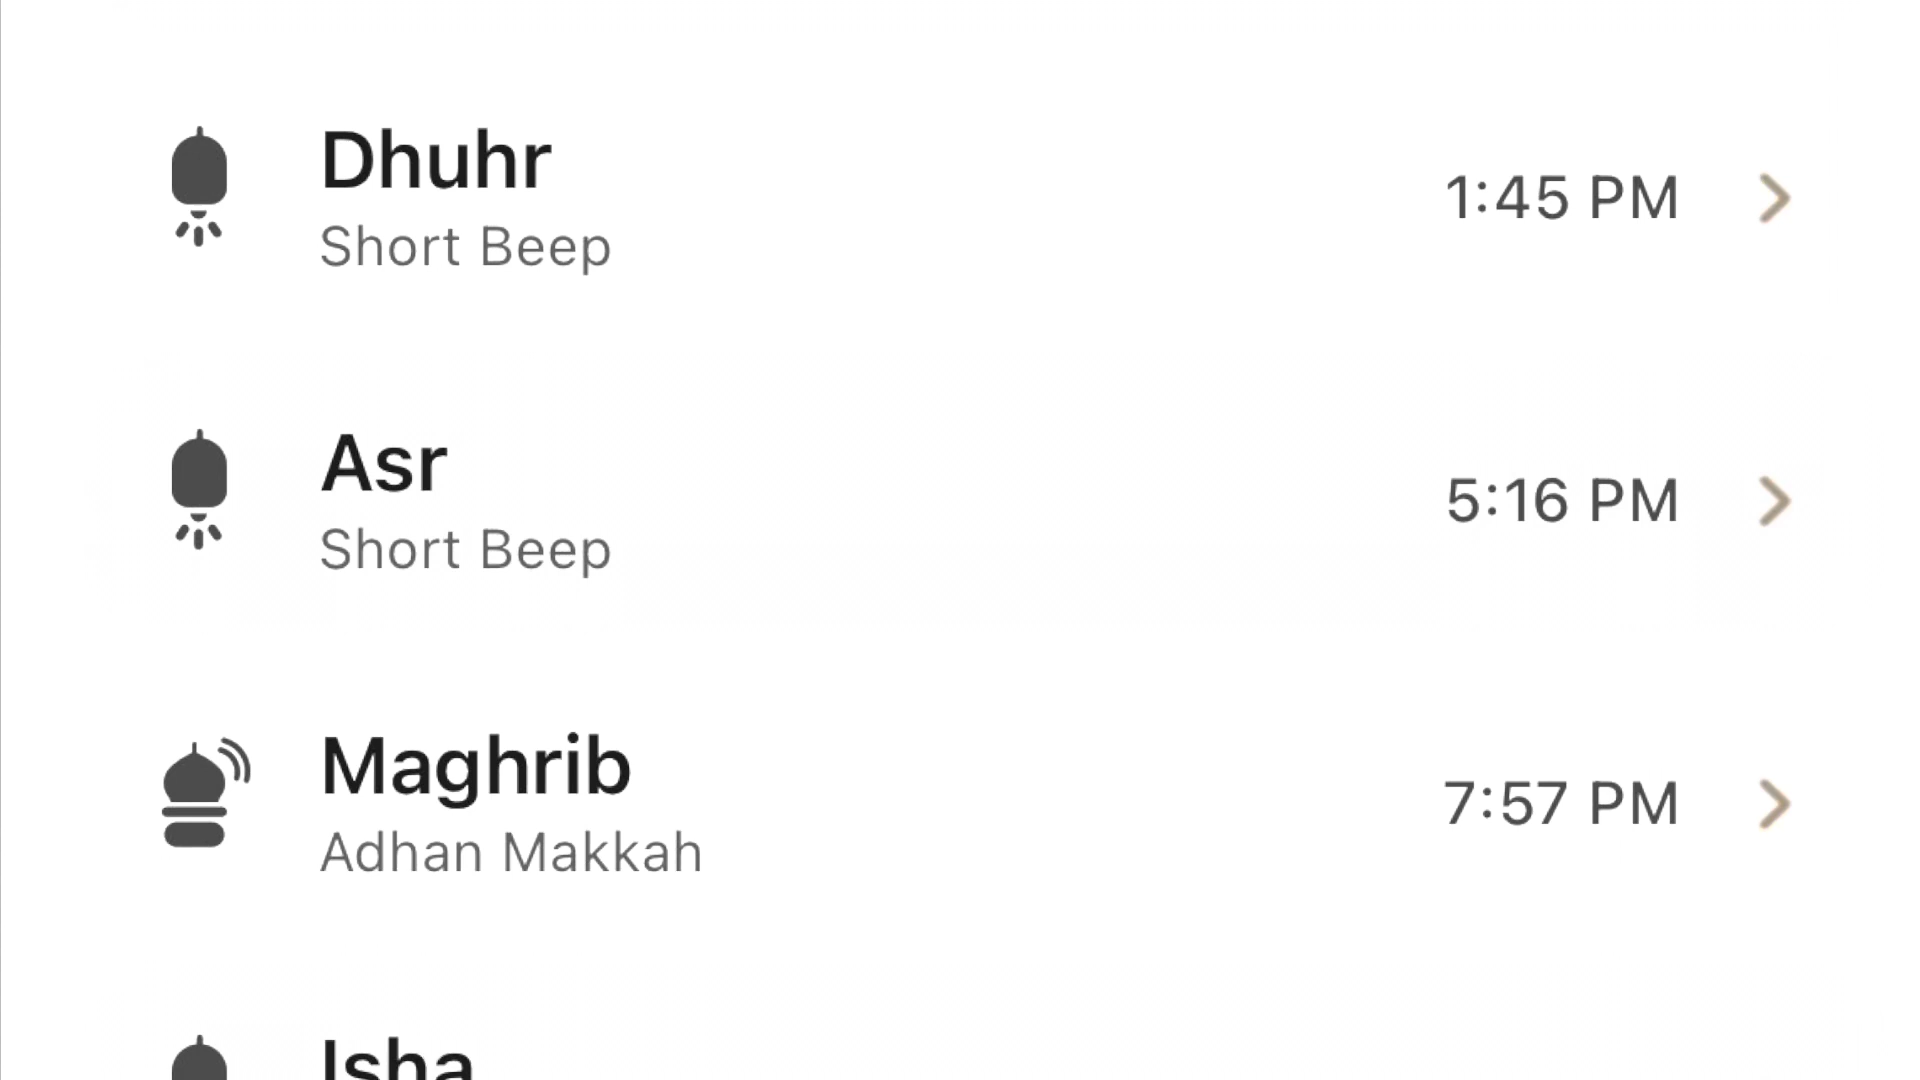 Dhuhr
Short Beep
1:45 PM
Asr
Short Beep
5:16 PM
Maghrib
Adhan Makkah
7:57 PM
Isha